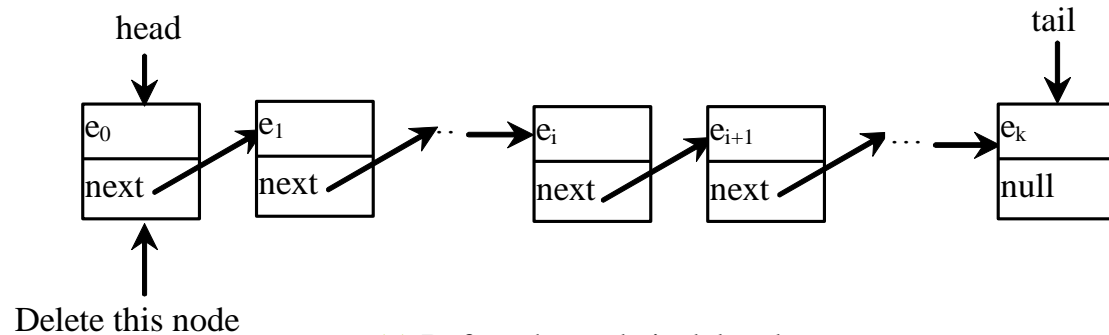 head
tail
e0
e1
…
ei
ei+1
…
ek
next
next
next
next
null
Delete this node